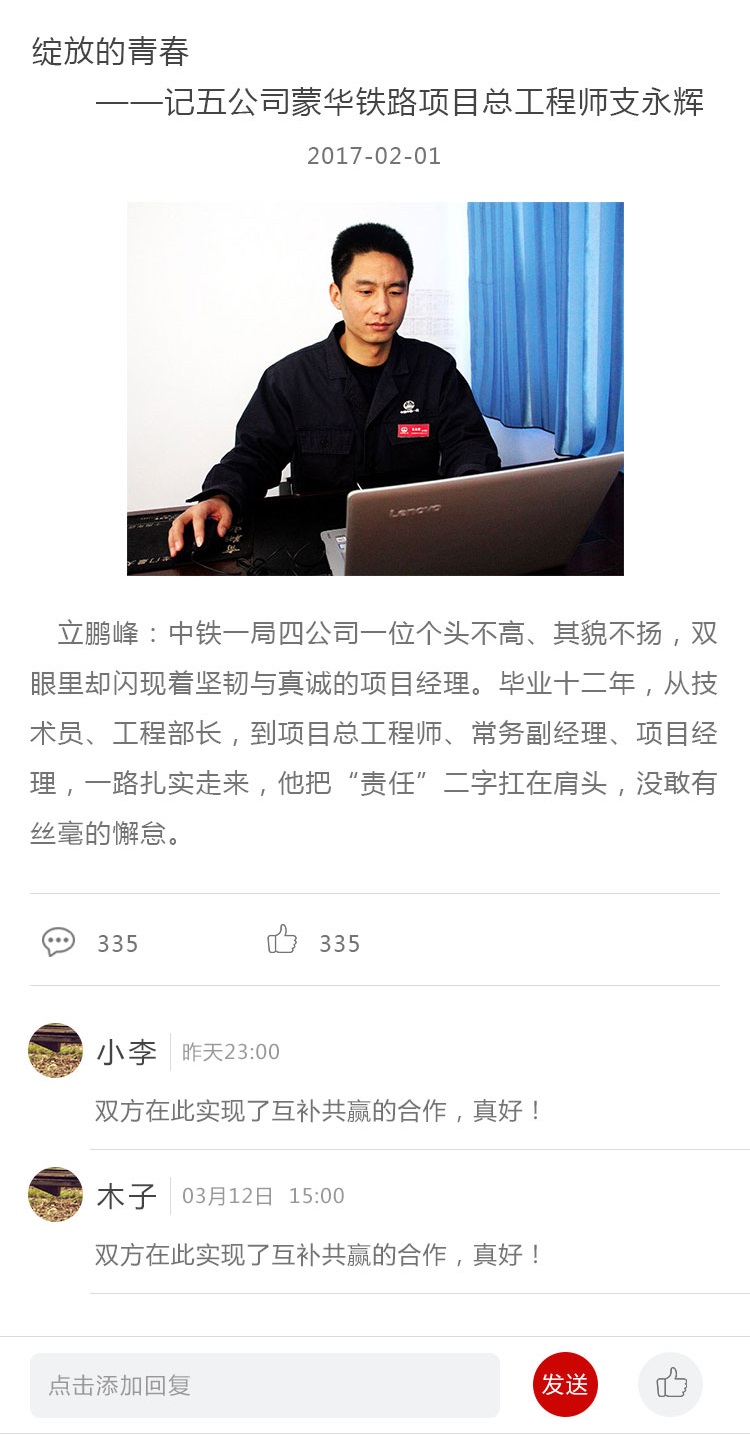 绽放的青春
——记五公司蒙华铁路项目总工程师支永辉
2017-02-01
Lenovo
立鹏峰：中铁一局四公司一位个头不高、其貌不扬，双
眼里却闪现着坚韧与真诚的项目经理。毕业十二年，从技
术员、工程部长，到项目总工程师、常务副经理、项目经
理，一路扎实走来，他把“责任”二字扛在肩头，没敢有
丝毫的懈怠。
335 335
小李 昨天23:00
双方在此实现了互补共赢的合作，真好！
木子 03月12日 15:00
双方在此实现了互补共赢的合作，真好！
点击添加回复 发送